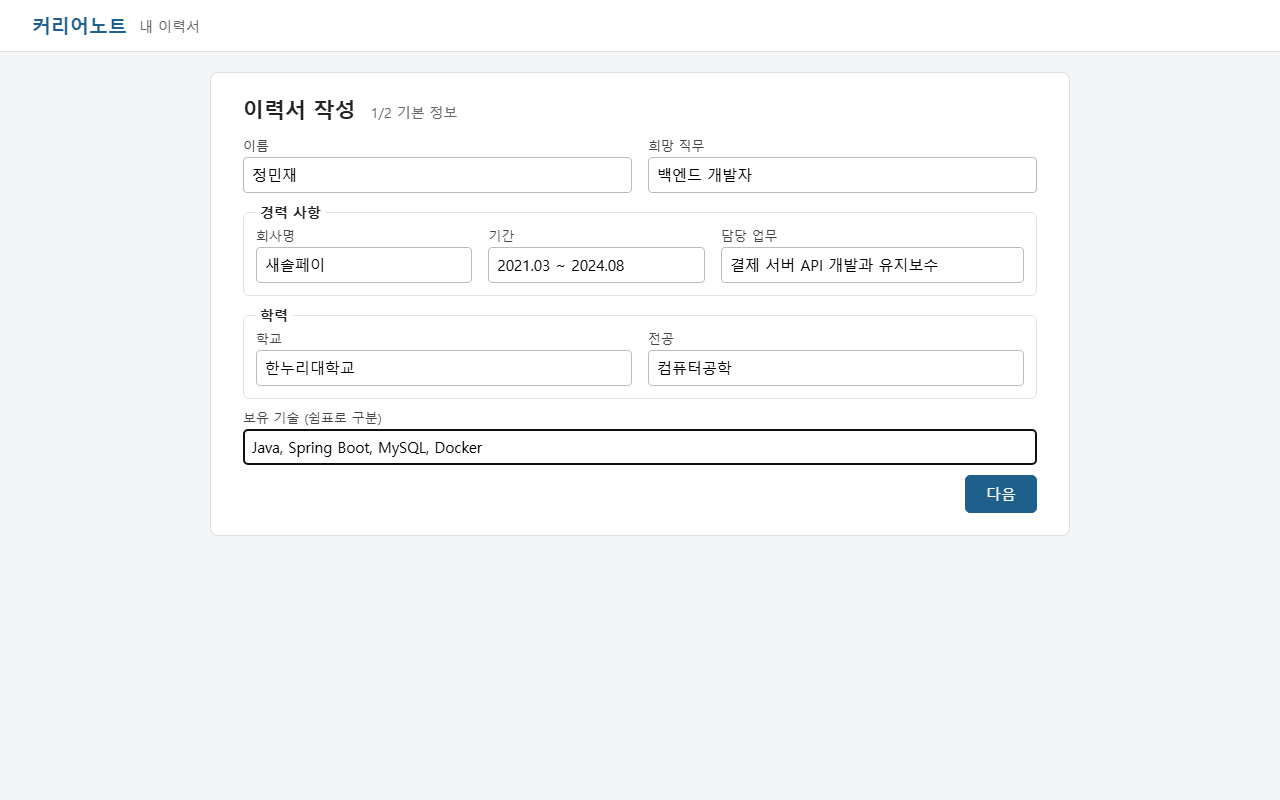 커리어노트 내 이력서
이력서 작성 1/2 기본 정보
이름 희망 직무
정민재 백엔드 개발자
경력 사항
회사명 기간 담당 업무
새솔페이 2021.03 ~ 2024.08 결제 서버 API 개발과 유지보수
학력
학교 전공
한누리대학교 컴퓨터공학
보유 기술 (쉼표로 구분)
Java, Spring Boot, MySQL, Docker
다음